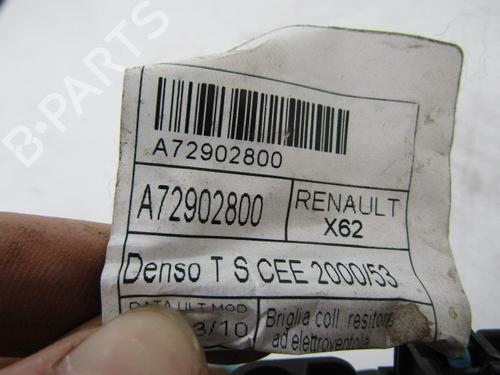 A72902800
A72902800
RENAULT
X62
Denso T S CEE 2000/53
DATA ULT.MOD
3/10
Briglia coll resitore
ad elettroventola
B-PARTS